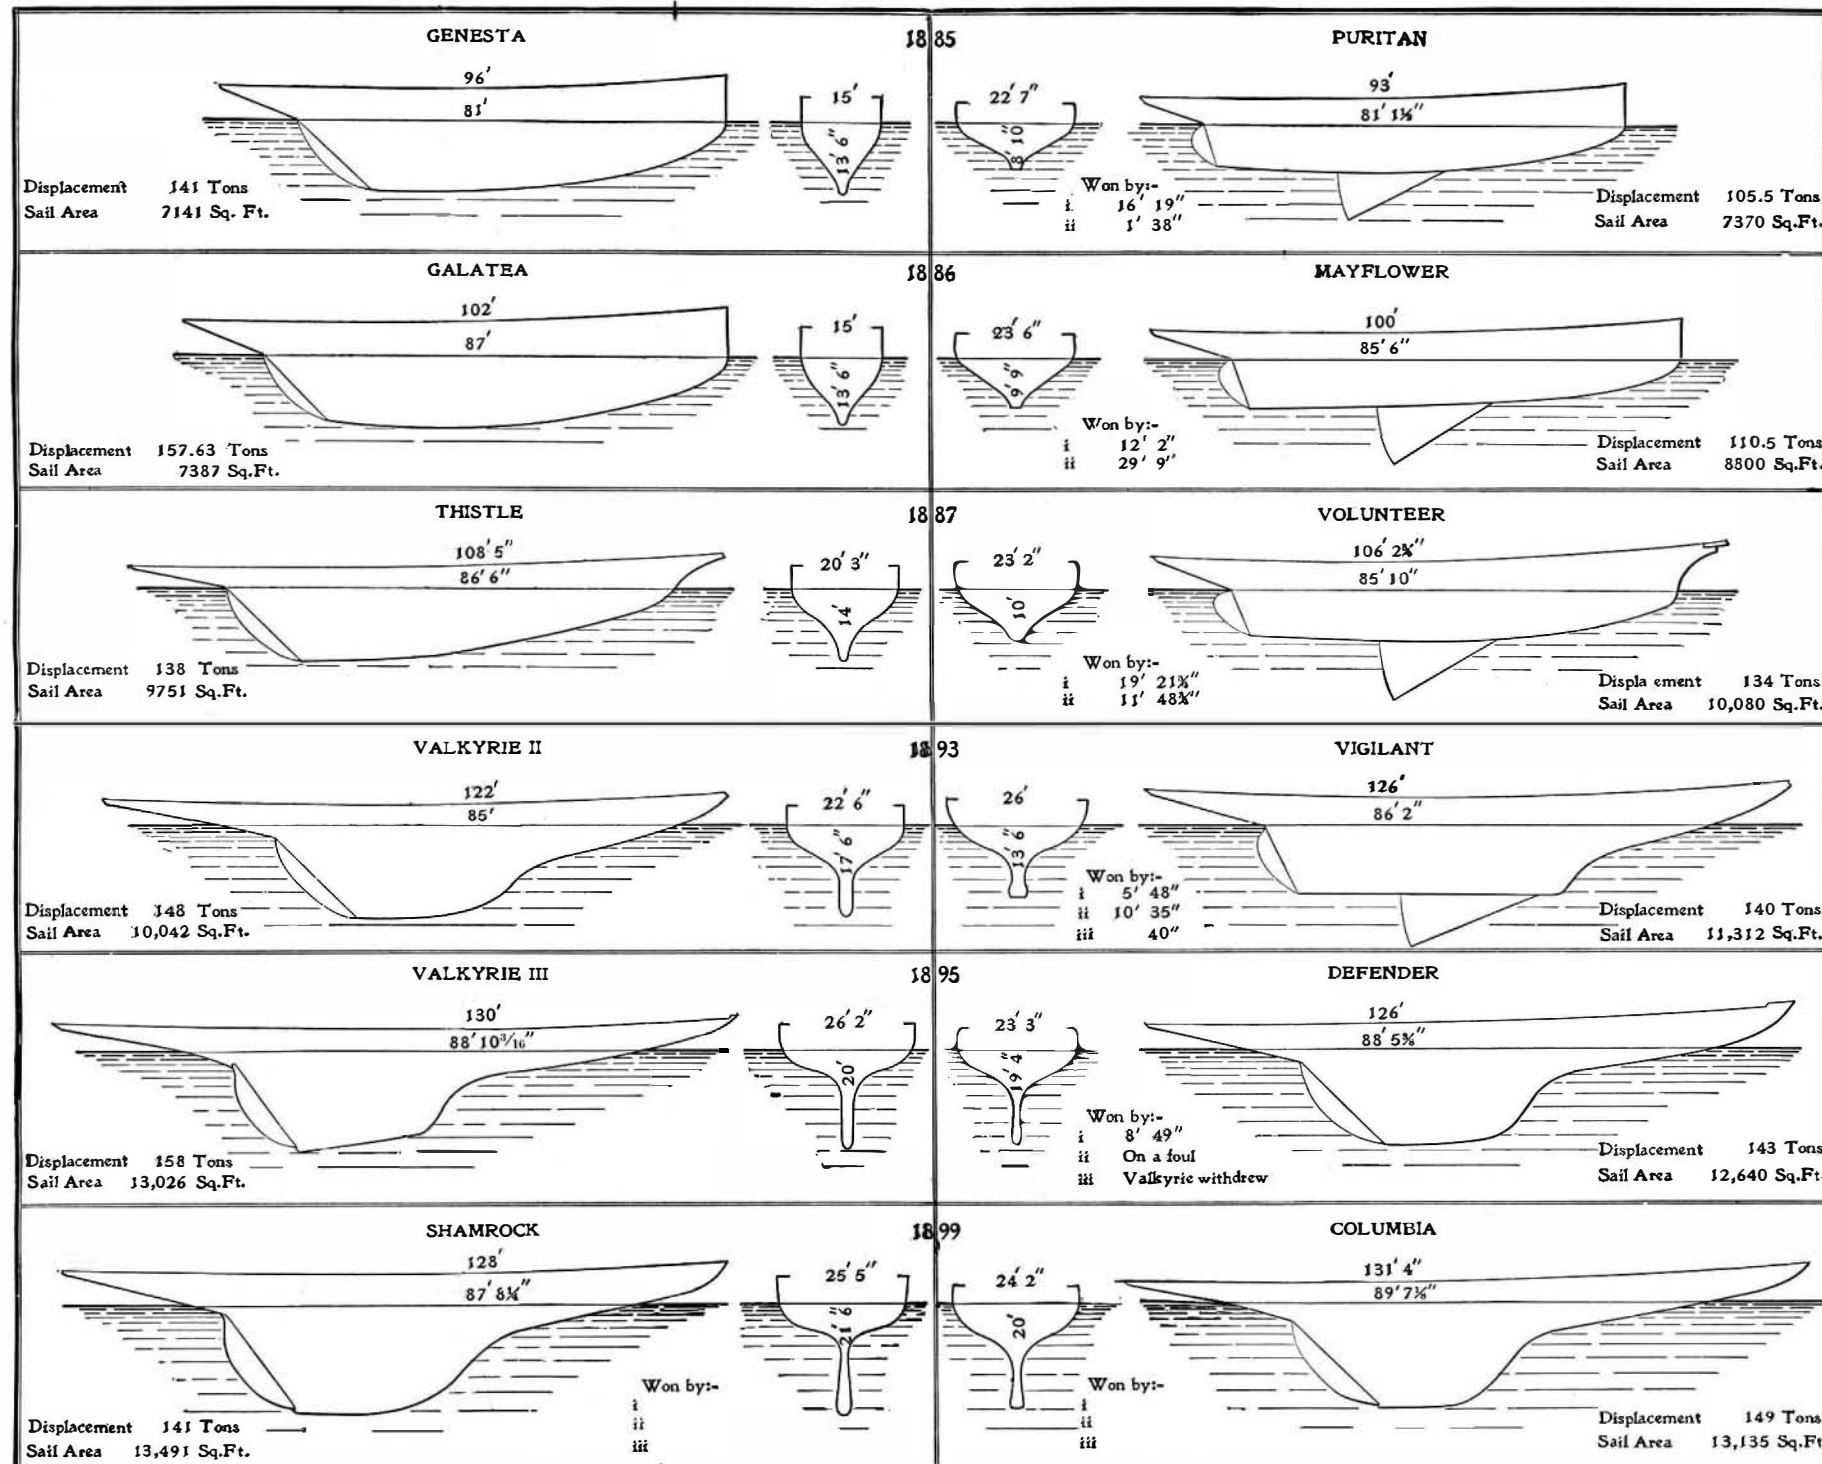 GENESTA
1885
PURITAN
96′
81′
15′
13′ 6″
22′ 7″
8′ 10″
93′
81′ 1⅛″
Displacement 141 Tons
Sail Area 7141 Sq. Ft.
Won by:-
i 16′ 19″
ii 1′ 38″
Displacement 105.5 Tons
Sail Area 7370 Sq.Ft.
GALATEA
1886
MAYFLOWER
102′
87′
15′
13′ 6″
23′ 6″
9′ 9″
100′
85′ 6″
Displacement 157.63 Tons
Sail Area 7387 Sq.Ft.
Won by:-
i 12′ 2″
ii 29′ 9″
Displacement 110.5 Tons
Sail Area 8800 Sq.Ft.
THISTLE
1887
VOLUNTEER
108′ 5″
86′ 6″
20′ 3″
14′
23′ 2″
10′
85′ 10″
Displacement 138 Tons
Sail Area 9751 Sq.Ft.
Won by:-
i
ii
Displa ement 134 Tons
Sail Area 10,080 Sq.Ft.
VALKYRIE II
1893
VIGILANT
122′
85′
22′ 6″
17′ 6″
26′
13′ 6″
126′
86′ 2″
Displacement 148 Tons
Sail Area 10,042 Sq.Ft.
Won by:-
i 5′ 48″
ii 10′ 35″
iii 40″
Displacement 140 Tons
Sail Area 11,312 Sq.Ft.
VALKYRIE III
1895
DEFENDER
130′
88′ 10³⁄₁₆″
26′ 2″
20′
23′ 3″
19′ 4″
126′
88′ 5⅜″
Displacement 158 Tons
Sail Area 13,026 Sq.Ft.
Won by:-
i 8′ 49″
ii On a foul
iii Valkyrie withdrew
Displacement 143 Tons
Sail Area 12,640 Sq.Ft.
SHAMROCK
1899
COLUMBIA
128′
87′ 8¼″
25′ 5″
21′ 6″
24′ 2″
20′
131′ 4″
Displacement 141 Tons
Sail Area 13,491 Sq.Ft.
Won by:-
i
ii
iii
Won by:-
i
ii
iii
Displacement 149 Tons
Sail Area 13,135 Sq.Ft